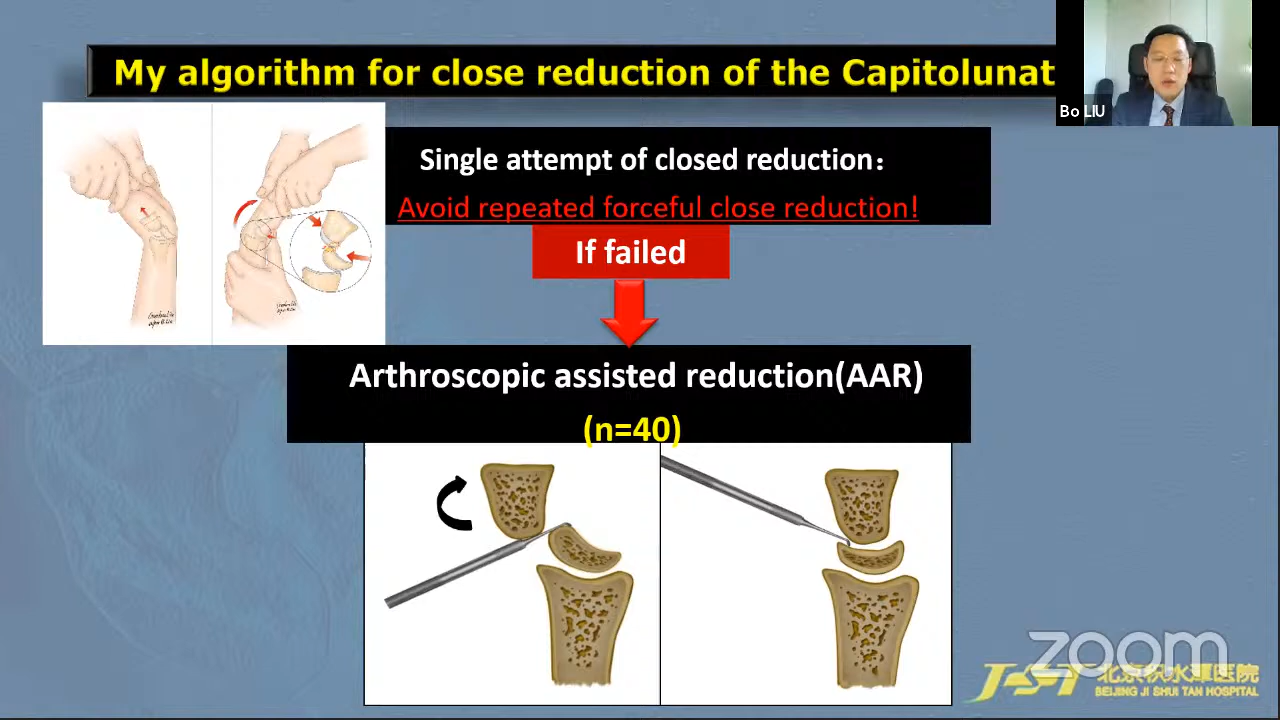 My algorithm for close reduction of the Capitolunat
Bo LIU
Single attempt of closed reduction：
Avoid repeated forceful close reduction!
If failed
Arthroscopic assisted reduction(AAR)
(n=40)
zoom
JST
北京积水潭医院
BEIJING JI SHUI TAN HOSPITAL